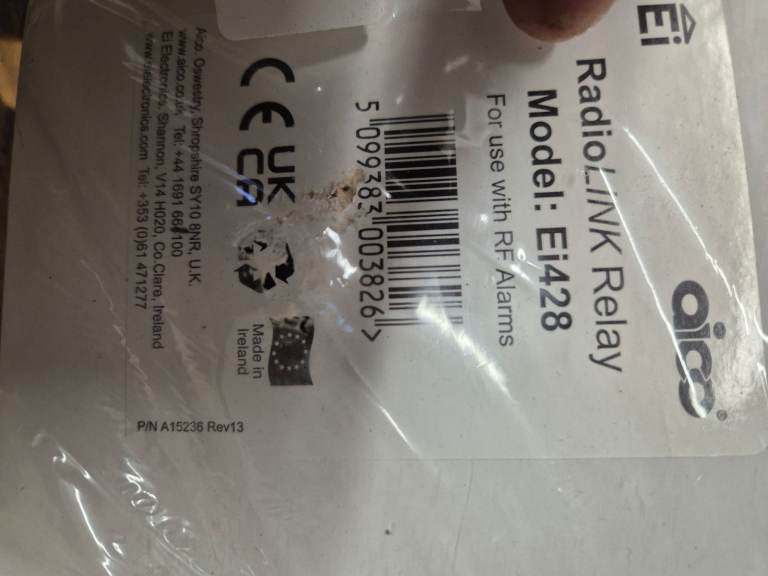 Ei
aico®
RadioLINK Relay
Model: Ei428
For use with RF Alarms
5 099383 003826 >
CE UK
CA
Made in
Ireland
Aico Oswestry, Shropshire SY10 8NR, U.K.
www.aico.co.uk Tel: +44 1691 664100
Ei Electronics, Shannon, V14 H020, Co.Clare, Ireland
www.eielectronics.com Tel: +353 (0)61 471277
P/N A15236 Rev13